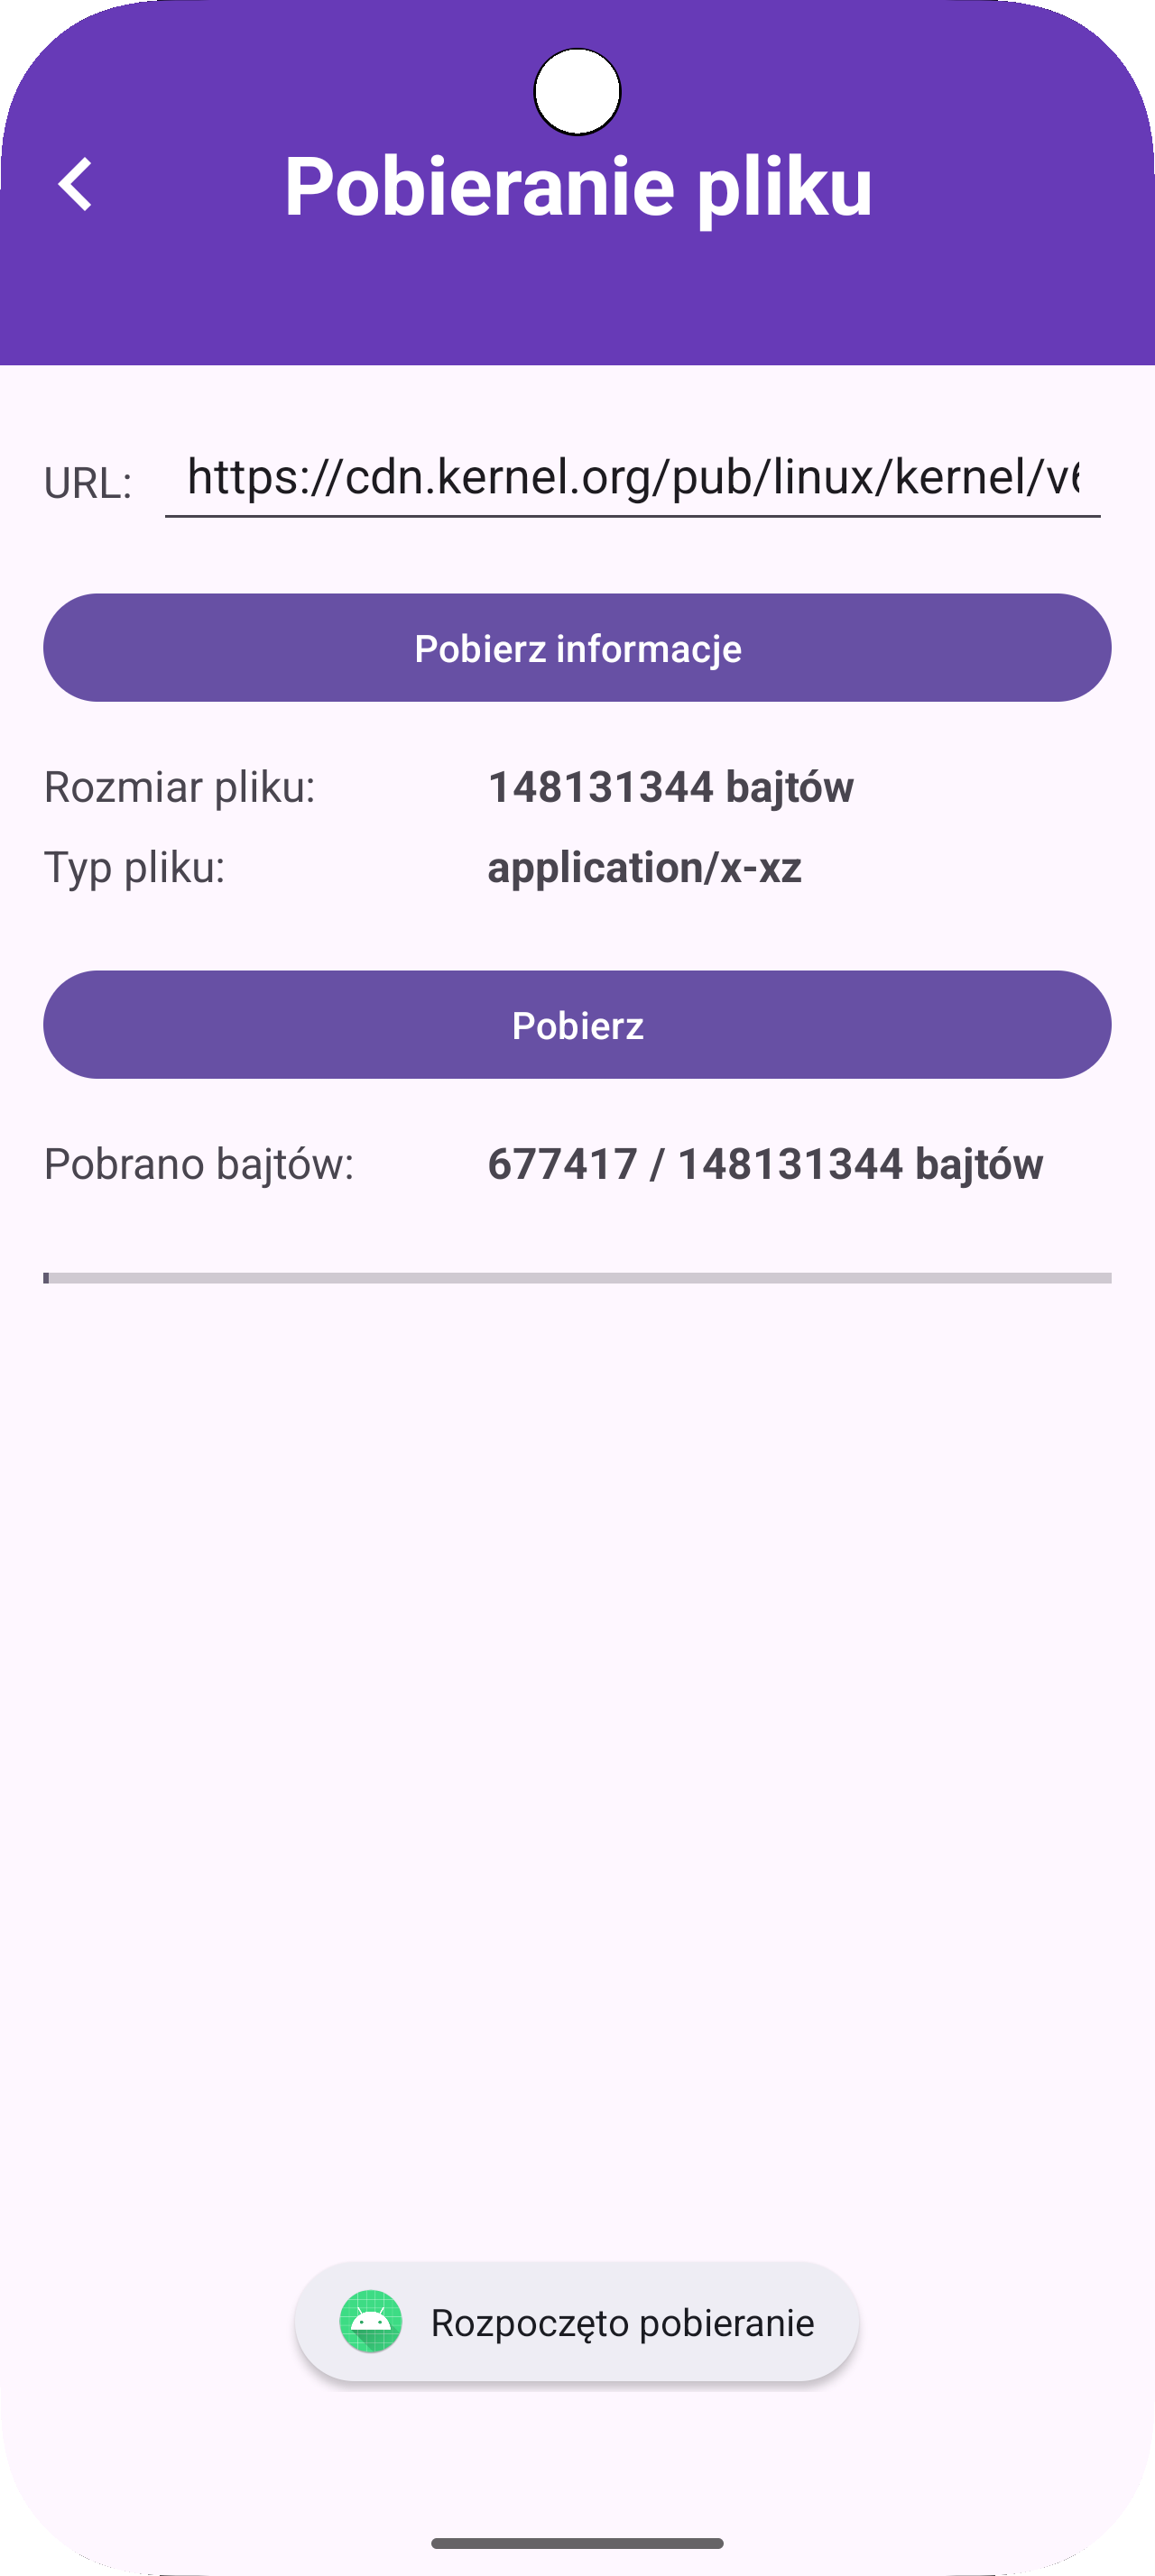 Pobieranie pliku
URL: https://cdn.kernel.org/pub/linux/kernel/v6
Pobierz informacje
Rozmiar pliku: 148131344 bajtów
Typ pliku: application/x-xz
Pobierz
Pobrano bajtów: 677417 / 148131344 bajtów
Rozpoczęto pobieranie